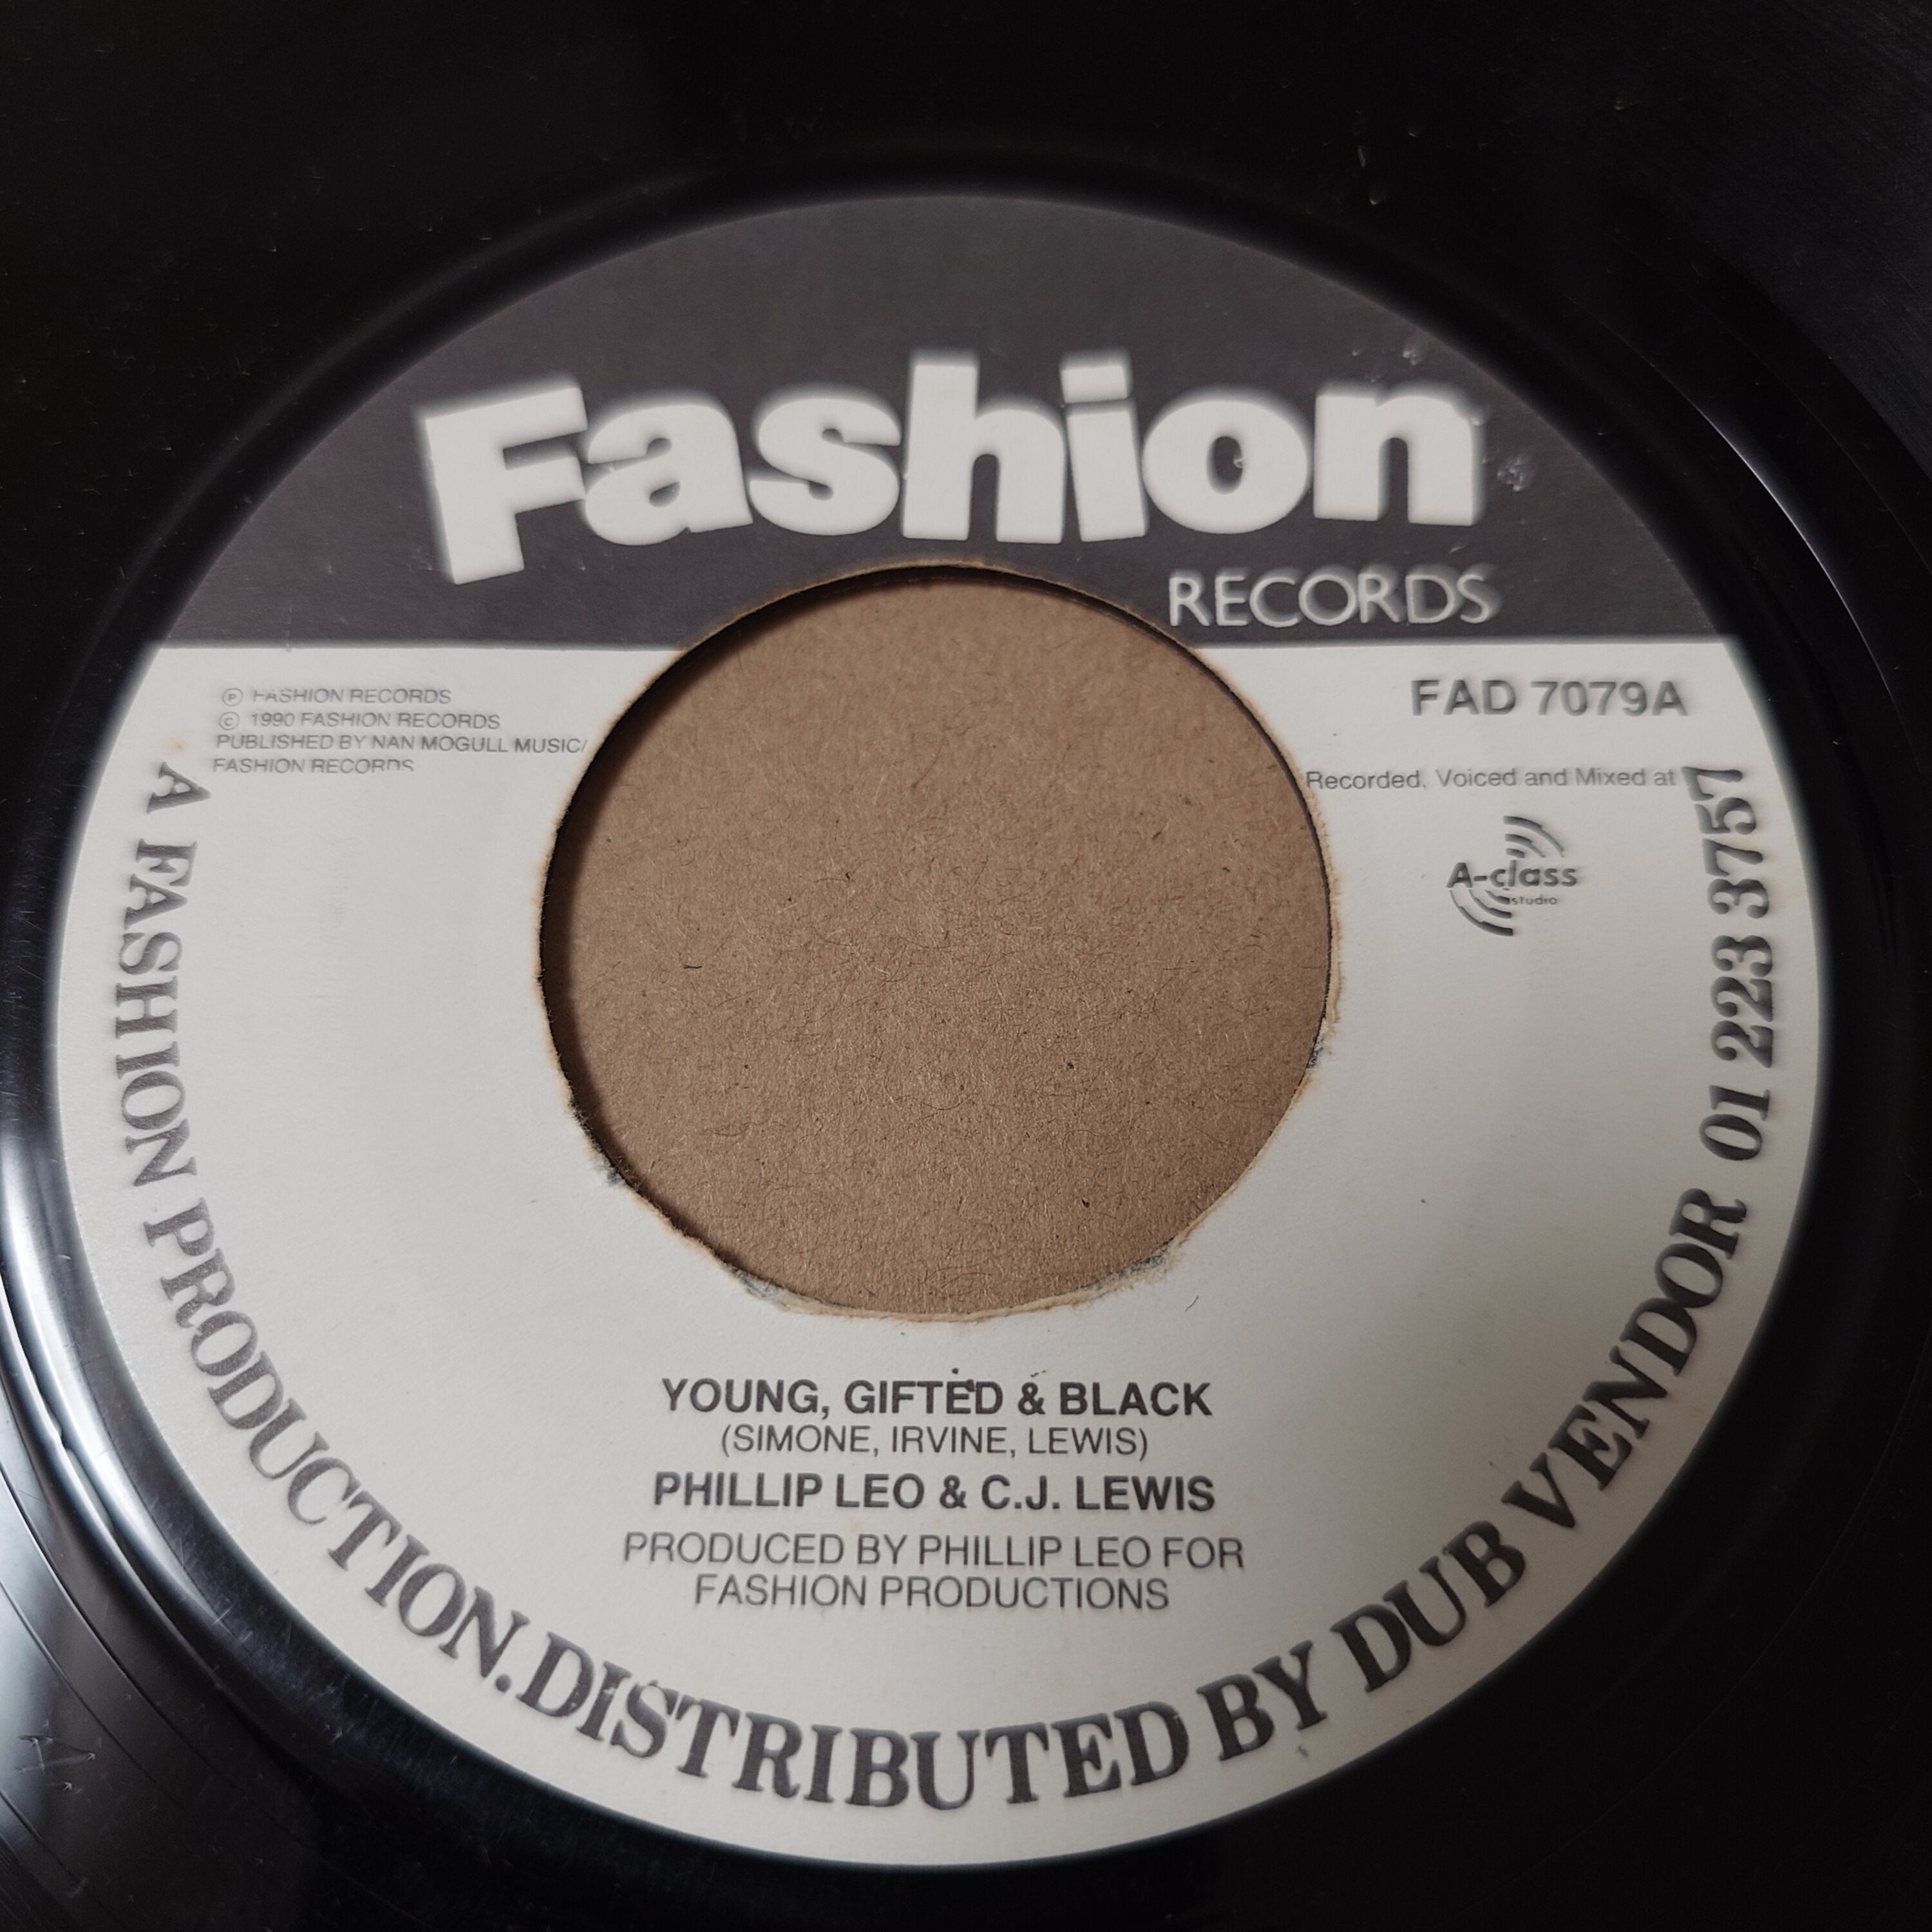 Fashion
RECORDS
Ⓟ FASHION RECORDS
© 1990 FASHION RECORDS
PUBLISHED BY NAN MOGULL MUSIC/
FASHION RECORDS
FAD 7079A
Recorded, Voiced and Mixed at
A-class
studio
YOUNG, GIFTED & BLACK
(SIMONE, IRVINE, LEWIS)
PHILLIP LEO & C.J. LEWIS
PRODUCED BY PHILLIP LEO FOR
FASHION PRODUCTIONS
A FASHION PRODUCTION. DISTRIBUTED BY DUB VENDOR 01 223 3757